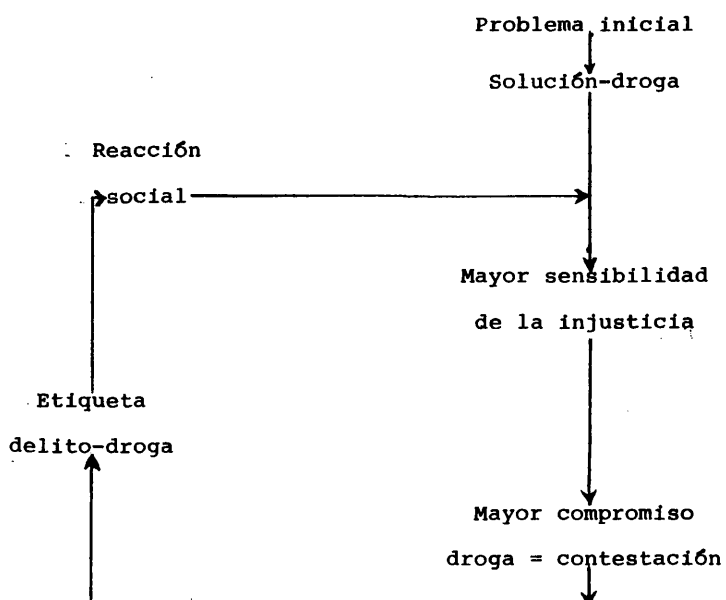 Problema inicial
Solución-droga
Reacción
social
Mayor sensibilidad
de la injusticia
Etiqueta
delito-droga
Mayor compromiso
droga = contestación